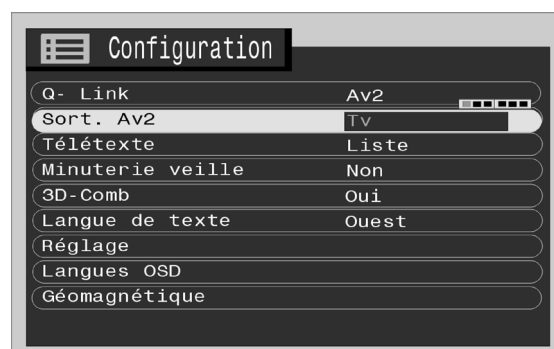 Configuration
Q- Link Av2
Sort. Av2 Tv
Télétexte Liste
Minuterie veille Non
3D-Comb Oui
Langue de texte Ouest
Réglage
Langues OSD
Géomagnétique